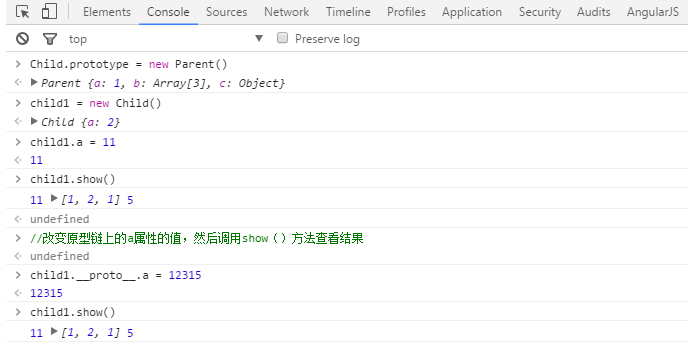 Elements Console Sources Network Timeline Profiles Application Security Audits AngularJS
top Preserve log
> Child.prototype = new Parent()
Parent {a: 1, b: Array[3], c: Object}
> child1 = new Child()
Child {a: 2}
> child1.a = 11
11
> child1.show()
11 [1, 2, 1] 5
undefined
> //改变原型链上的a属性的值，然后调用show（）方法查看结果
undefined
> child1.__proto__.a = 12315
12315
> child1.show()
11 [1, 2, 1] 5